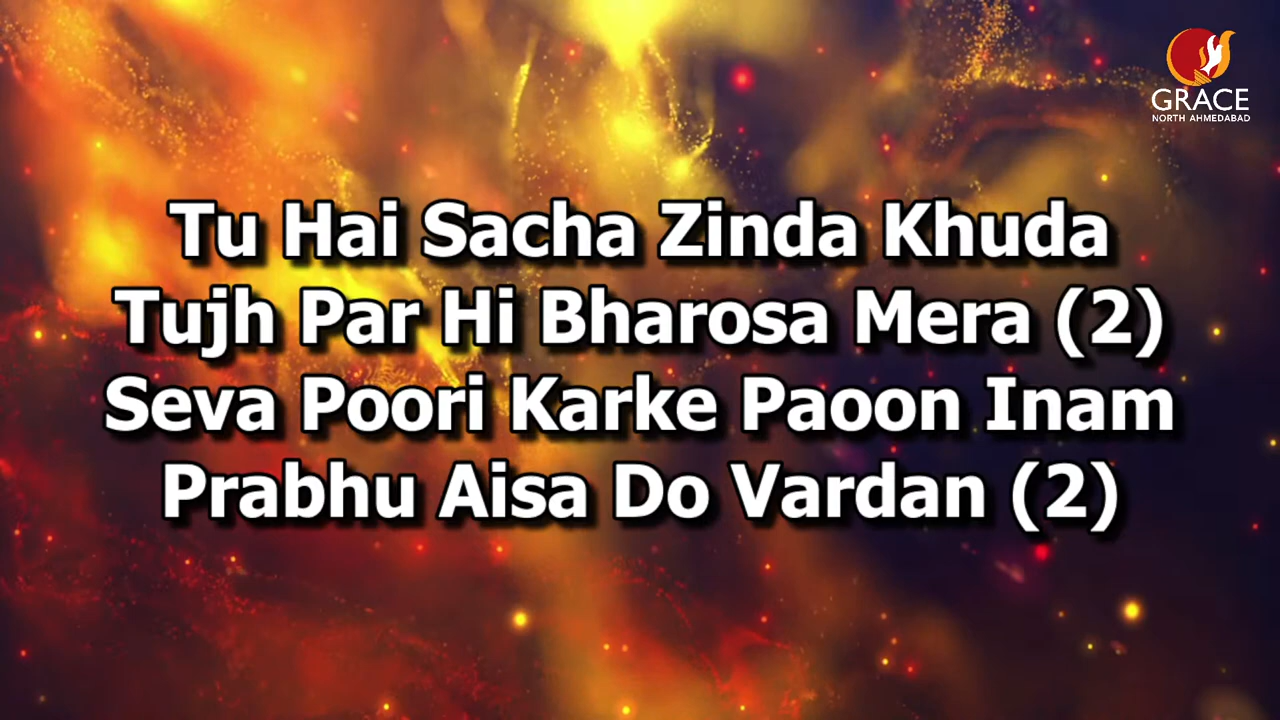 GRACE
NORTH AHMEDABAD
Tu Hai Sacha Zinda Khuda
Tujh Par Hi Bharosa Mera (2)
Seva Poori Karke Paoon Inam
Prabhu Aisa Do Vardan (2)